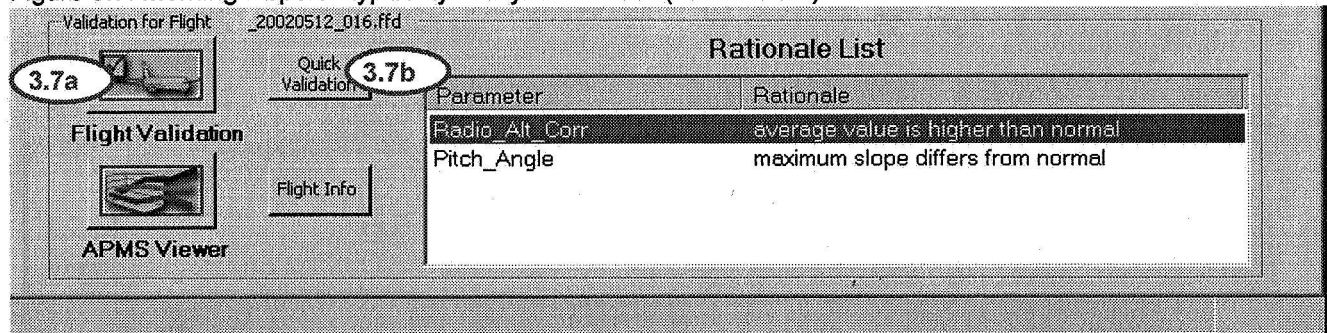 Validation for Flight _20020512_016.ffd
Rationale List
3.7a
Quick
Validation
3.7b
Parameter Rationale
Flight Validation
Radio_Alt_Corr average value is higher than normal
Pitch_Angle maximum slope differs from normal
Flight Info
APMS Viewer